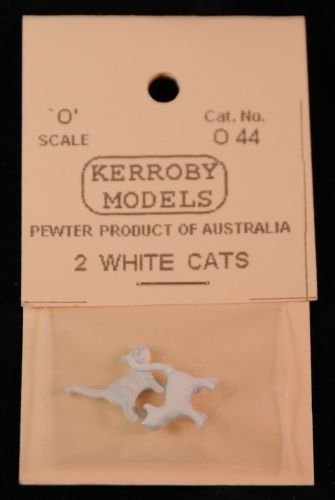 `O'
SCALE
Cat. No.
O 44
KERROBY
MODELS
PEWTER PRODUCT OF AUSTRALIA
2 WHITE CATS